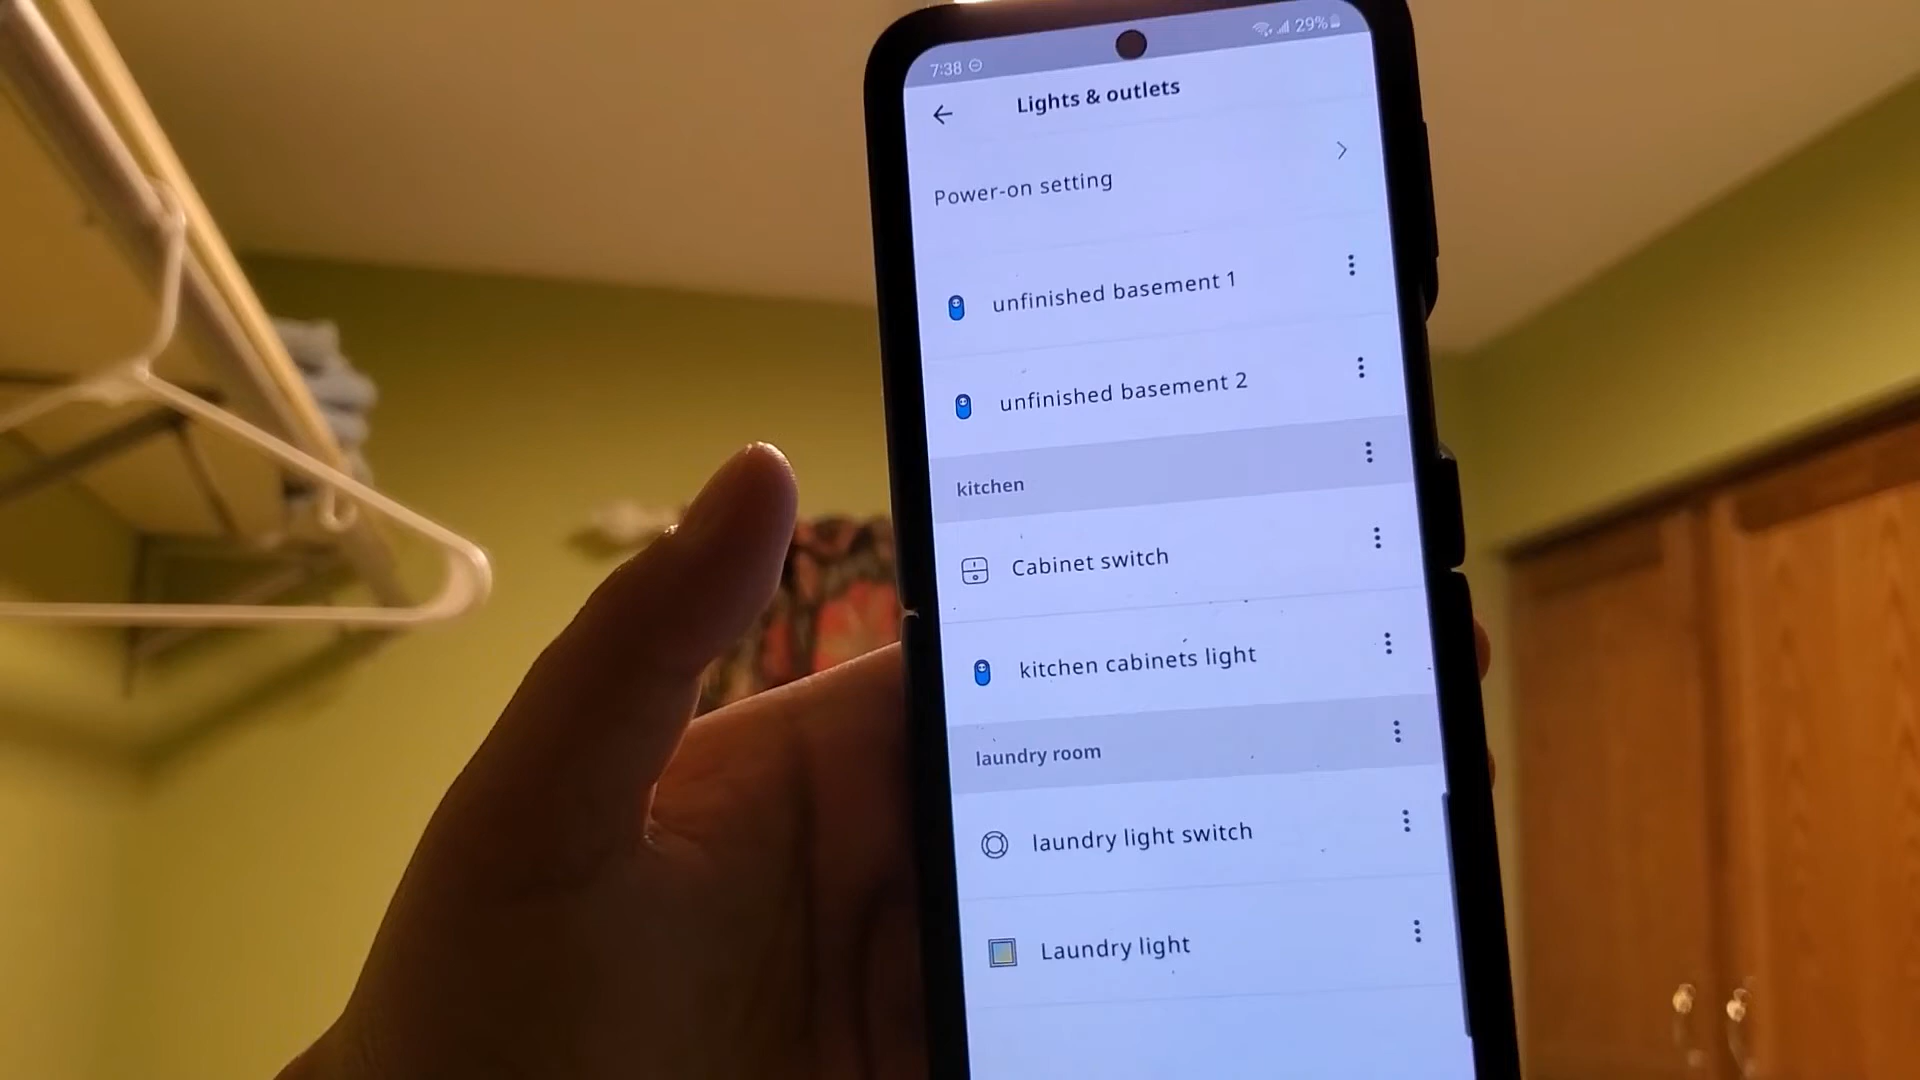 7:38
29%
Lights & outlets
Power-on setting
unfinished basement 1
unfinished basement 2
kitchen
Cabinet switch
kitchen cabinets light
laundry room
laundry light switch
Laundry light